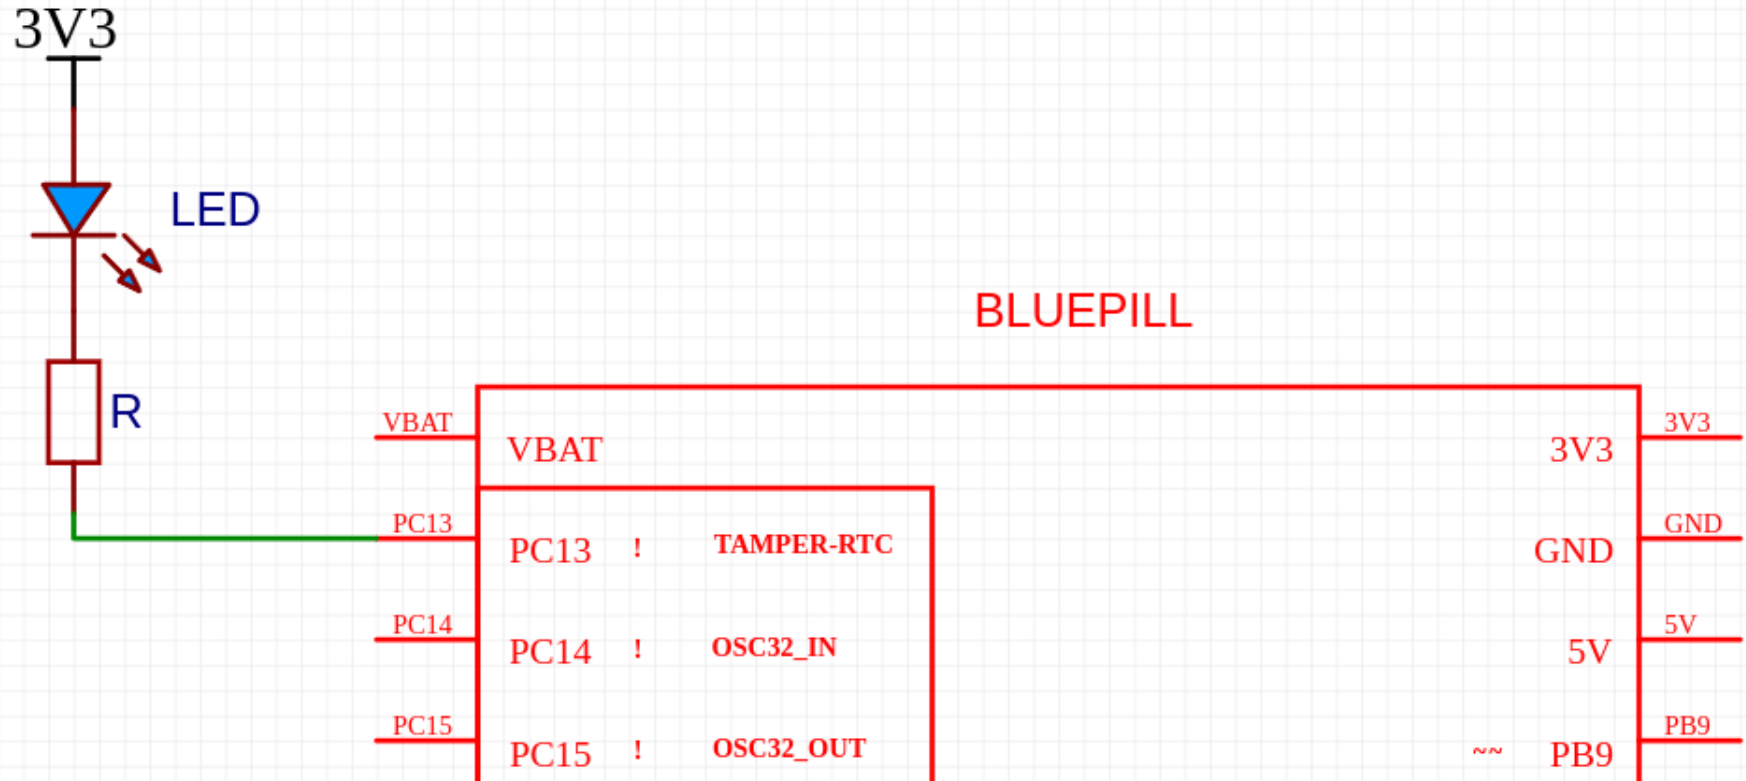 3V3
LED
BLUEPILL
R
VBAT
VBAT
3V3
3V3
PC13
PC13 ! TAMPER-RTC
GND
GND
PC14
PC14 ! OSC32_IN
5V
5V
PC15
PC15 ! OSC32_OUT
~~ PB9
PB9